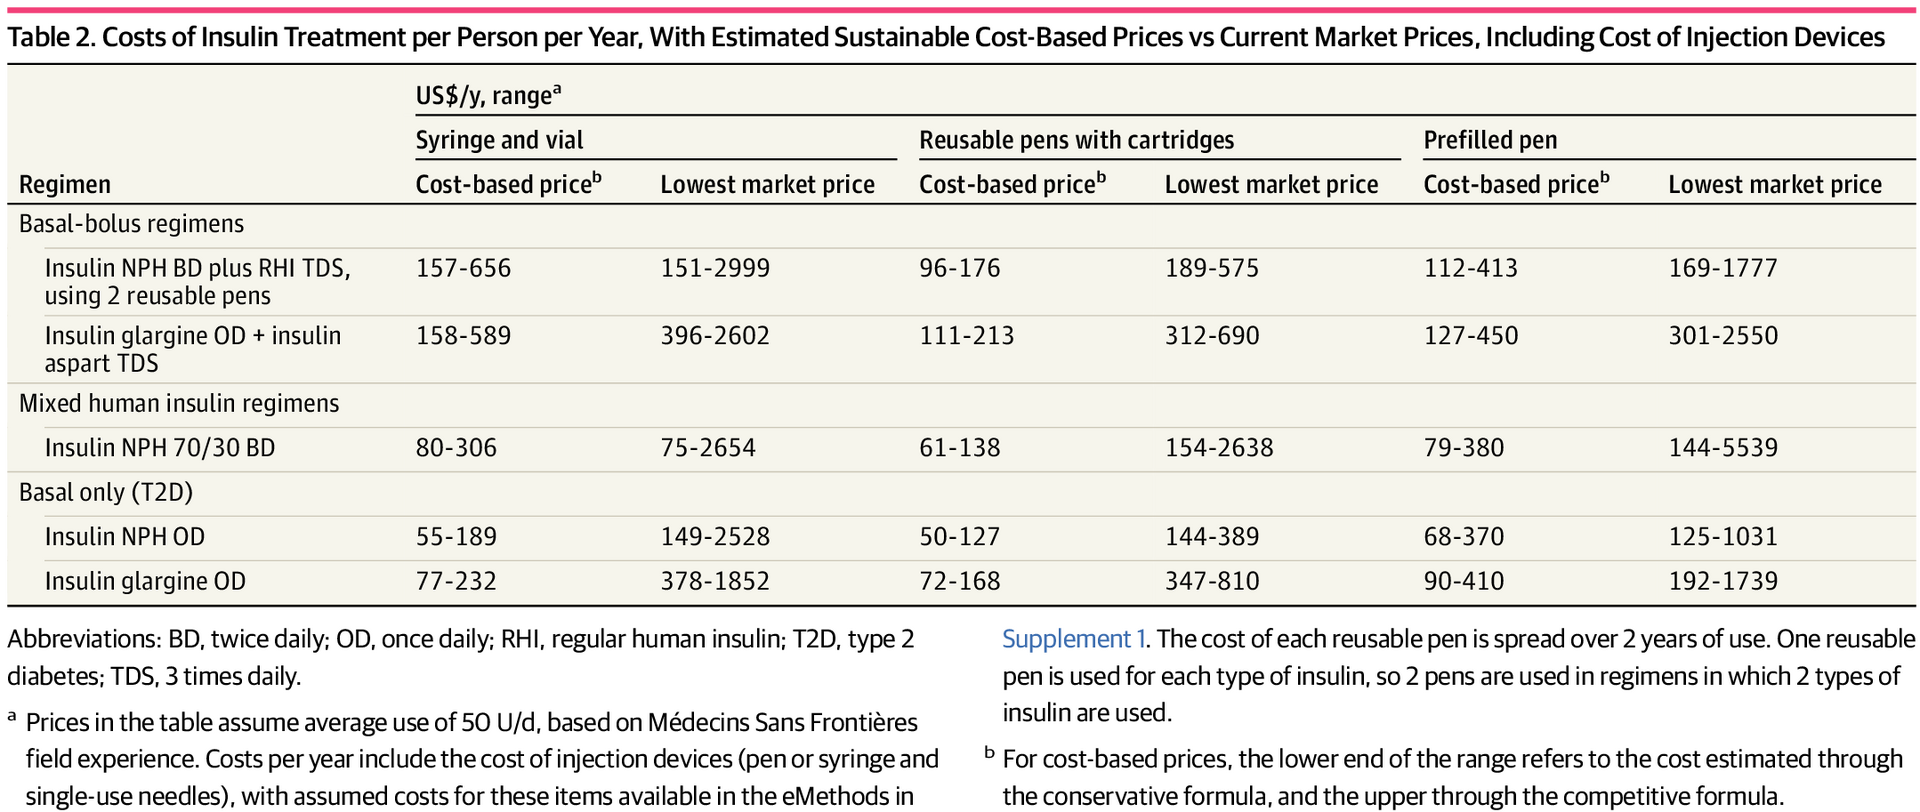 Table 2. Costs of Insulin Treatment per Person per Year, With Estimated Sustainable Cost-Based Prices vs Current Market Prices, Including Cost of Injection Devices
US$/y, rangeᵃ
Syringe and vial Reusable pens with cartridges Prefilled pen
Regimen Cost-based priceᵇ Lowest market price Cost-based priceᵇ Lowest market price Cost-based priceᵇ Lowest market price
Basal-bolus regimens
Insulin NPH BD plus RHI TDS, 157-656 151-2999 96-176 189-575 112-413 169-1777
using 2 reusable pens
Insulin glargine OD + insulin 158-589 396-2602 111-213 312-690 127-450 301-2550
aspart TDS
Mixed human insulin regimens
Insulin NPH 70/30 BD 80-306 75-2654 61-138 154-2638 79-380 144-5539
Basal only (T2D)
Insulin NPH OD 55-189 149-2528 50-127 144-389 68-370 125-1031
Insulin glargine OD 77-232 378-1852 72-168 347-810 90-410 192-1739
Abbreviations: BD, twice daily; OD, once daily; RHI, regular human insulin; T2D, type 2
diabetes; TDS, 3 times daily.
ᵃ Prices in the table assume average use of 50 U/d, based on Médecins Sans Frontières
field experience. Costs per year include the cost of injection devices (pen or syringe and
single-use needles), with assumed costs for these items available in the eMethods in
Supplement 1. The cost of each reusable pen is spread over 2 years of use. One reusable
pen is used for each type of insulin, so 2 pens are used in regimens in which 2 types of
insulin are used.
ᵇ For cost-based prices, the lower end of the range refers to the cost estimated through
the conservative formula, and the upper through the competitive formula.